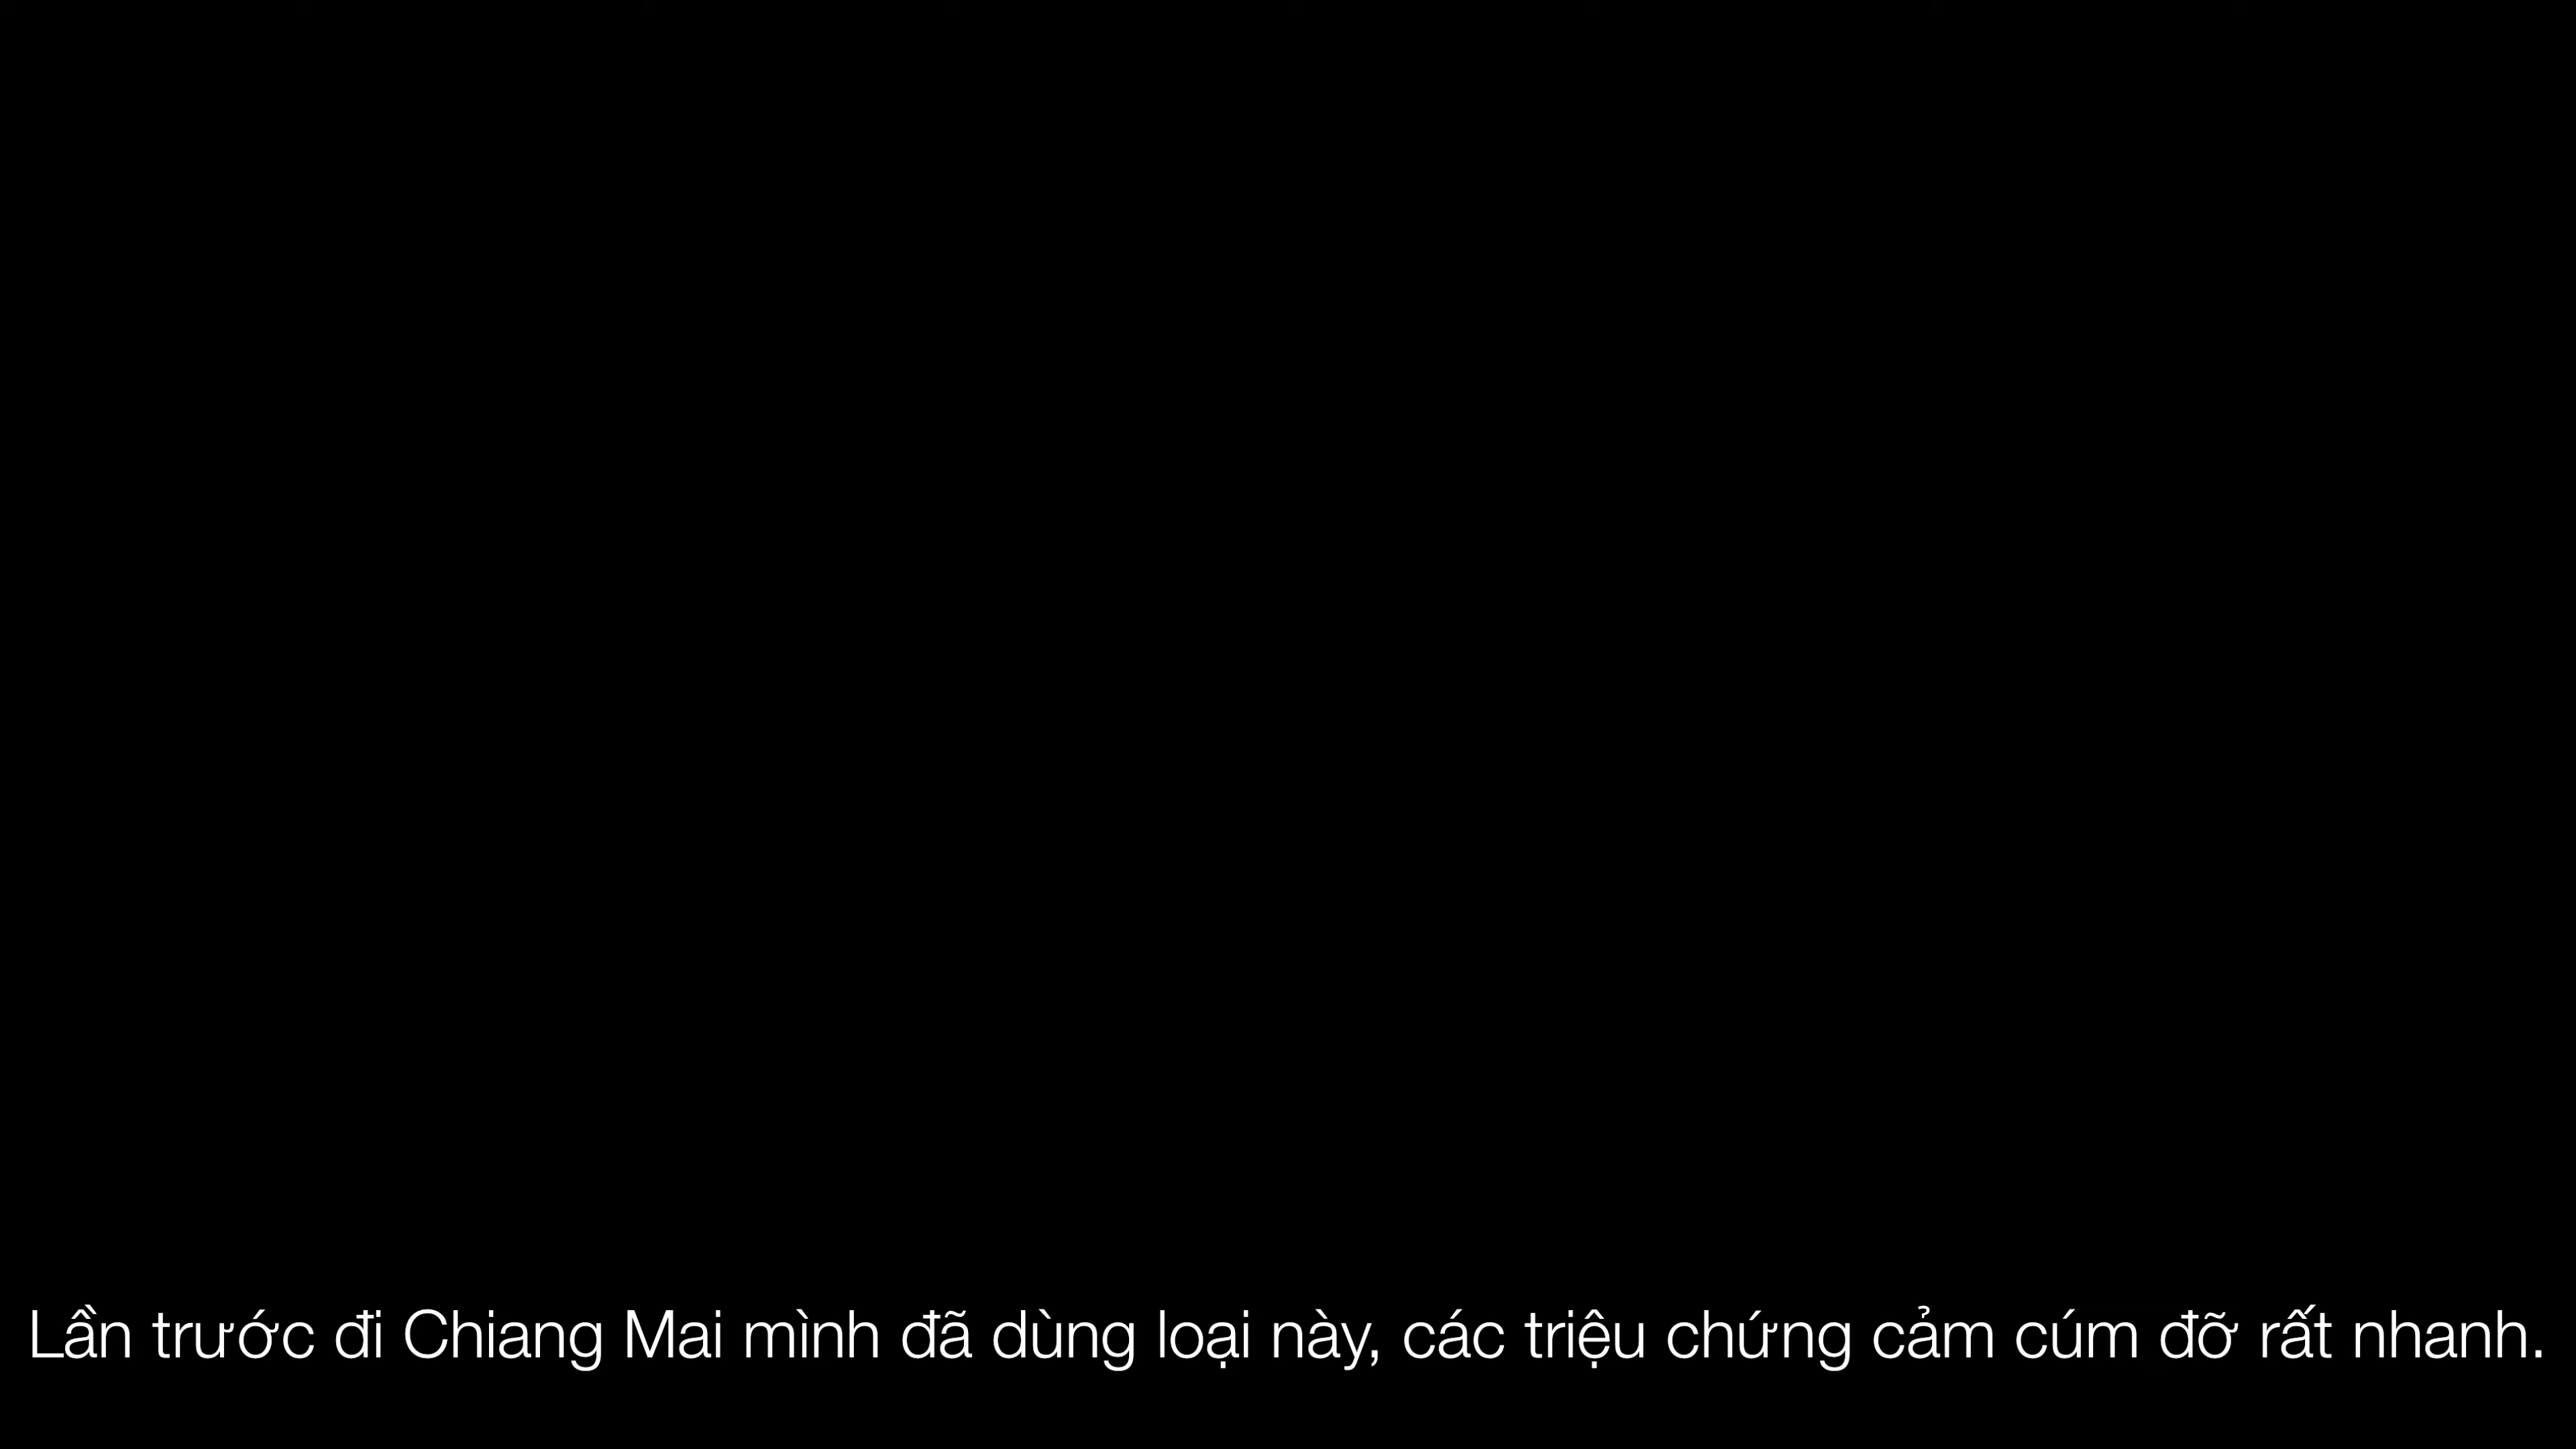 Lần trước đi Chiang Mai mình đã dùng loại này, các triệu chứng cảm cúm đỡ rất nhanh.